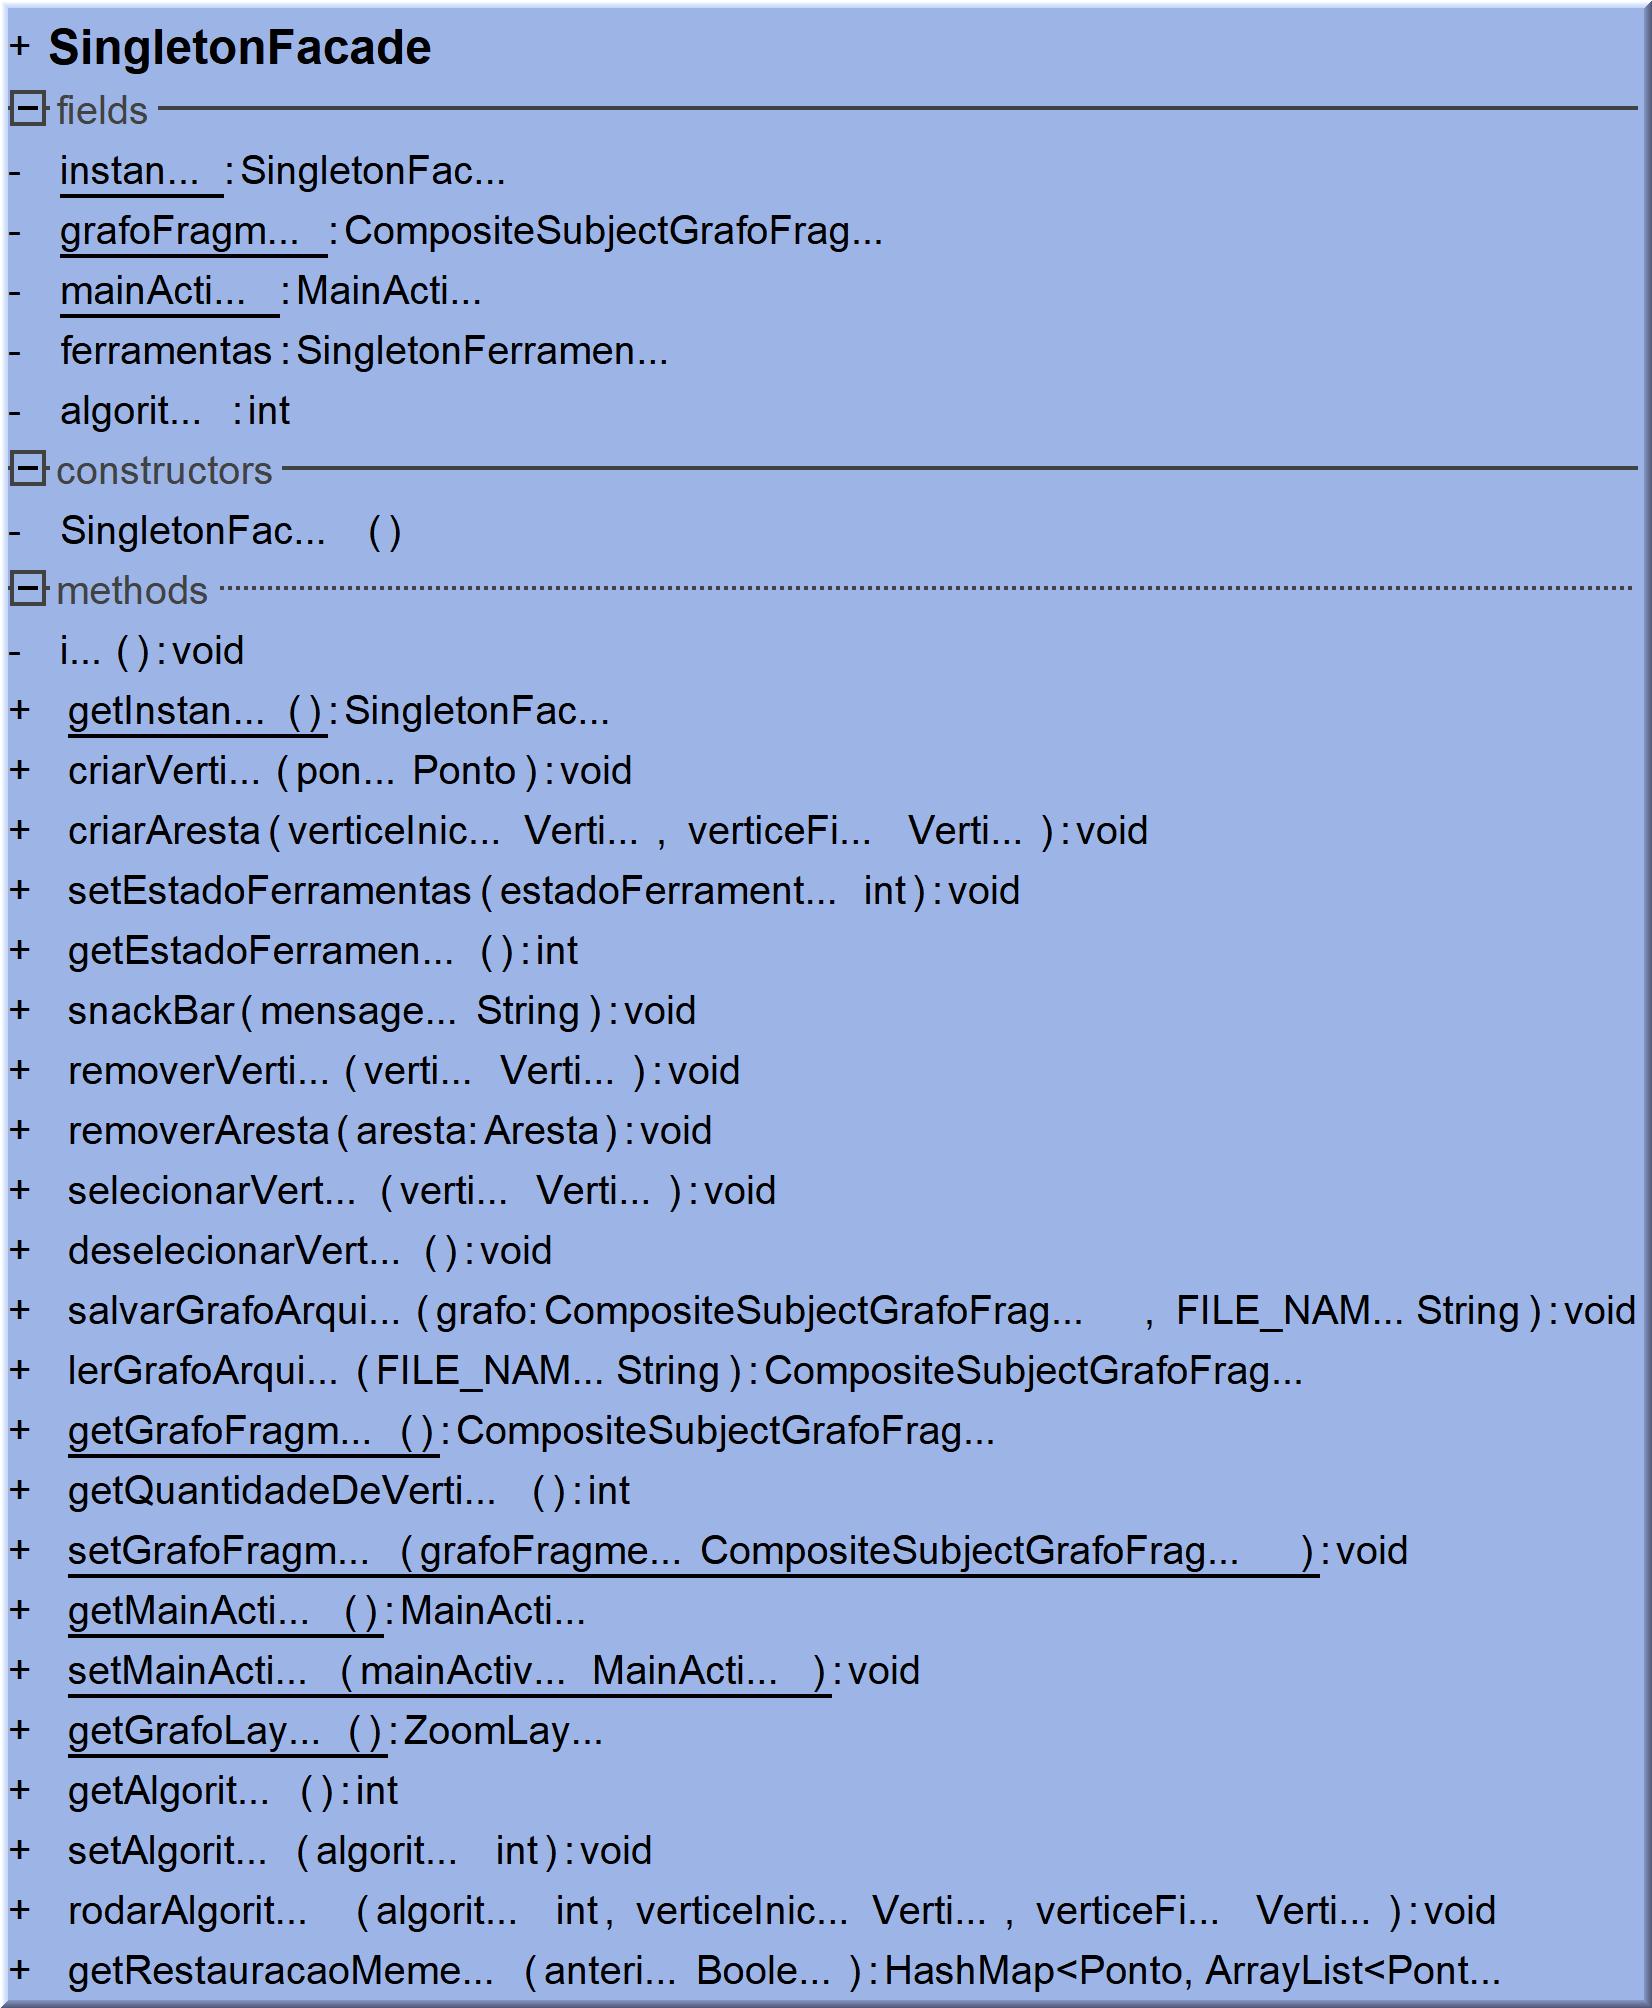 + SingletonFacade
fields
- instan... :SingletonFac...
- grafoFragm... :CompositeSubjectGrafoFrag...
- mainActi... :MainActi...
- ferramentas:SingletonFerramen...
- algorit... :int
constructors
- SingletonFac... ()
methods
- i... ():void
+ getInstan... ():SingletonFac...
+ criarVerti... (pon... Ponto):void
+ criarAresta(verticeInic... Verti... , verticeFi... Verti... ):void
+ setEstadoFerramentas(estadoFerrament... int):void
+ getEstadoFerramen... ():int
+ snackBar(mensage... String):void
+ removerVerti... (verti... Verti... ):void
+ removerAresta(aresta:Aresta):void
+ selecionarVert... (verti... Verti... ):void
+ deselecionarVert... ():void
+ salvarGrafoArqui... (grafo:CompositeSubjectGrafoFrag... , FILE_NAM... String):void
+ lerGrafoArqui... (FILE_NAM... String):CompositeSubjectGrafoFrag...
+ getGrafoFragm... ():CompositeSubjectGrafoFrag...
+ getQuantidadeDeVerti... ():int
+ setGrafoFragm... (grafoFragme... CompositeSubjectGrafoFrag... ):void
+ getMainActi... ():MainActi...
+ setMainActi... (mainActiv... MainActi... ):void
+ getGrafoLay... ():ZoomLay...
+ getAlgorit... ():int
+ setAlgorit... (algorit... int):void
+ rodarAlgorit... (algorit... int, verticeInic... Verti... , verticeFi... Verti... ):void
+ getRestauracaoMeme... (anteri... Boole... ):HashMap<Ponto, ArrayList<Pont...